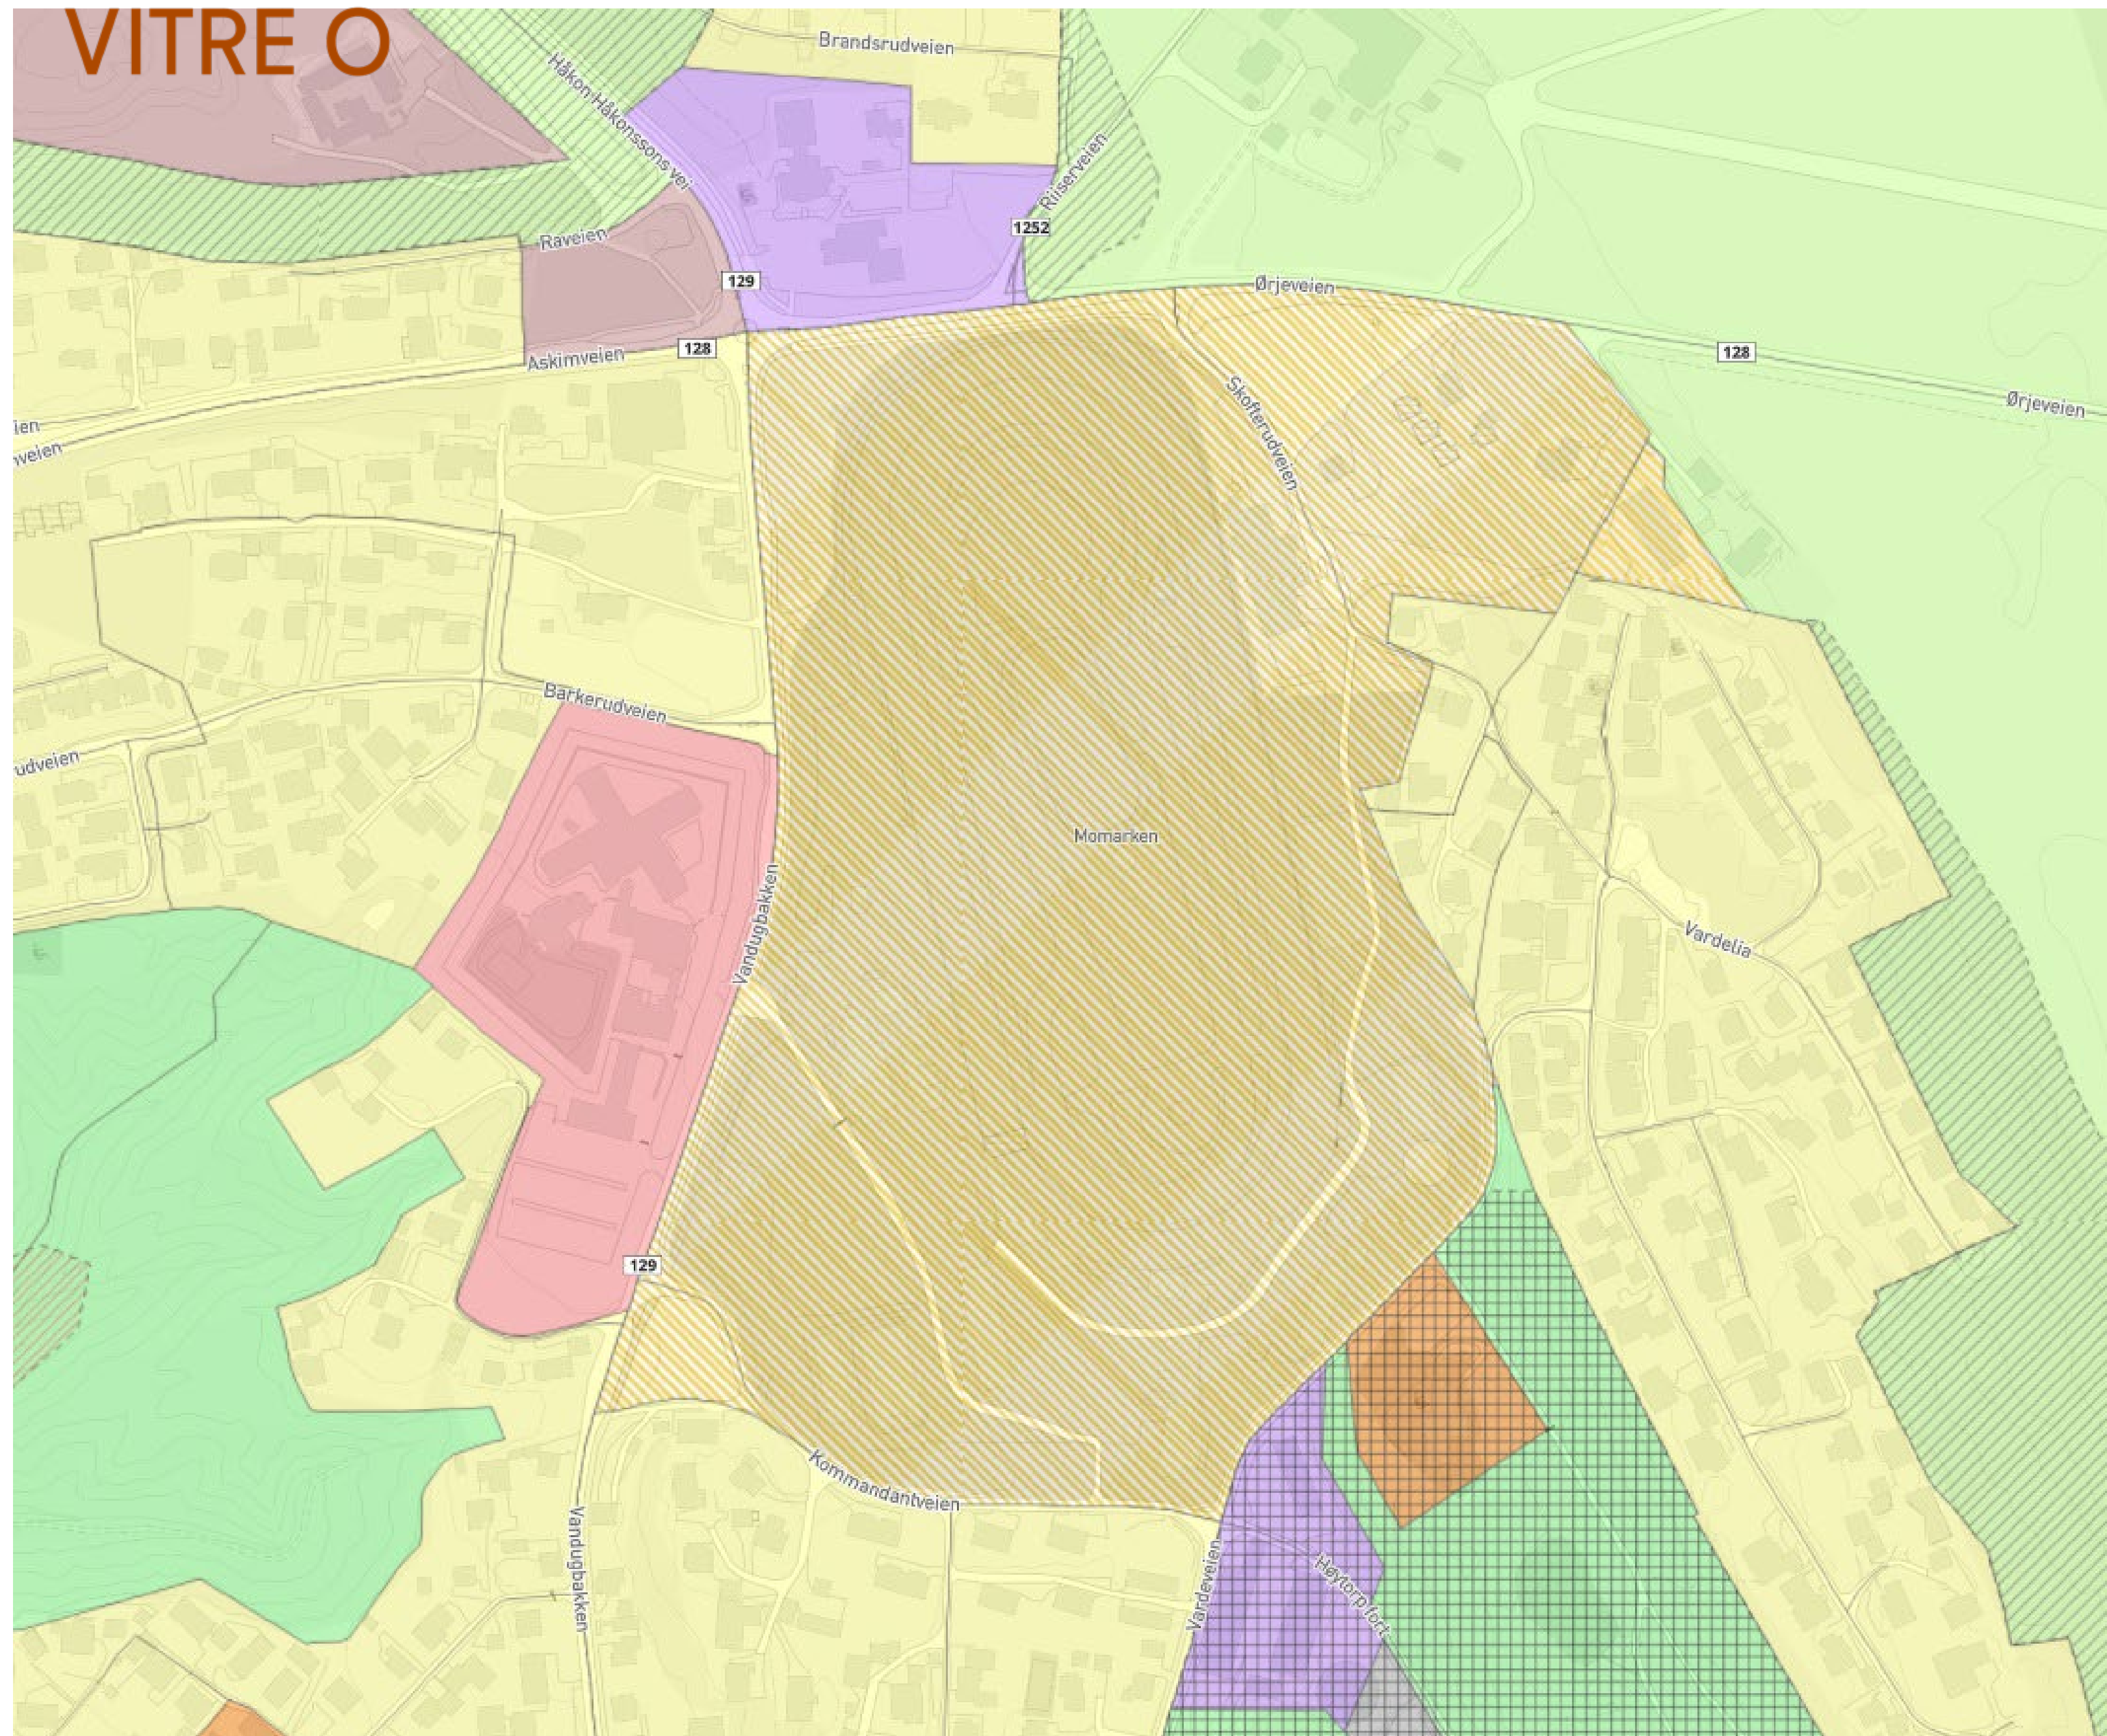 VITRE O
Brandsrudveien
Håkon Håkonssons vei
Riiserveien
1252
Raveien
129
Ørjeveien
128
Askimveien
128
Ørjeveien
ien
veien
Skofterudveien
Barkerudveien
udveien
Momarken
Vandugbakken
Vardelia
129
Kommandantveien
Vandugbakken
Vardeveien
Høytorp fort